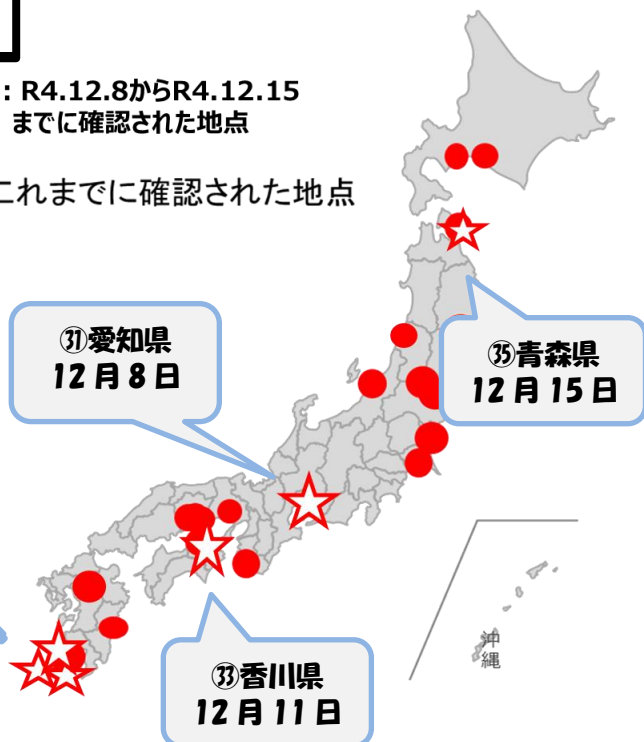 ：R4.12.8からR4.12.15
までに確認された地点
これまでに確認された地点
㉛愛知県
12月8日
㉟青森県
12月15日
㉝香川県
12月11日
沖縄